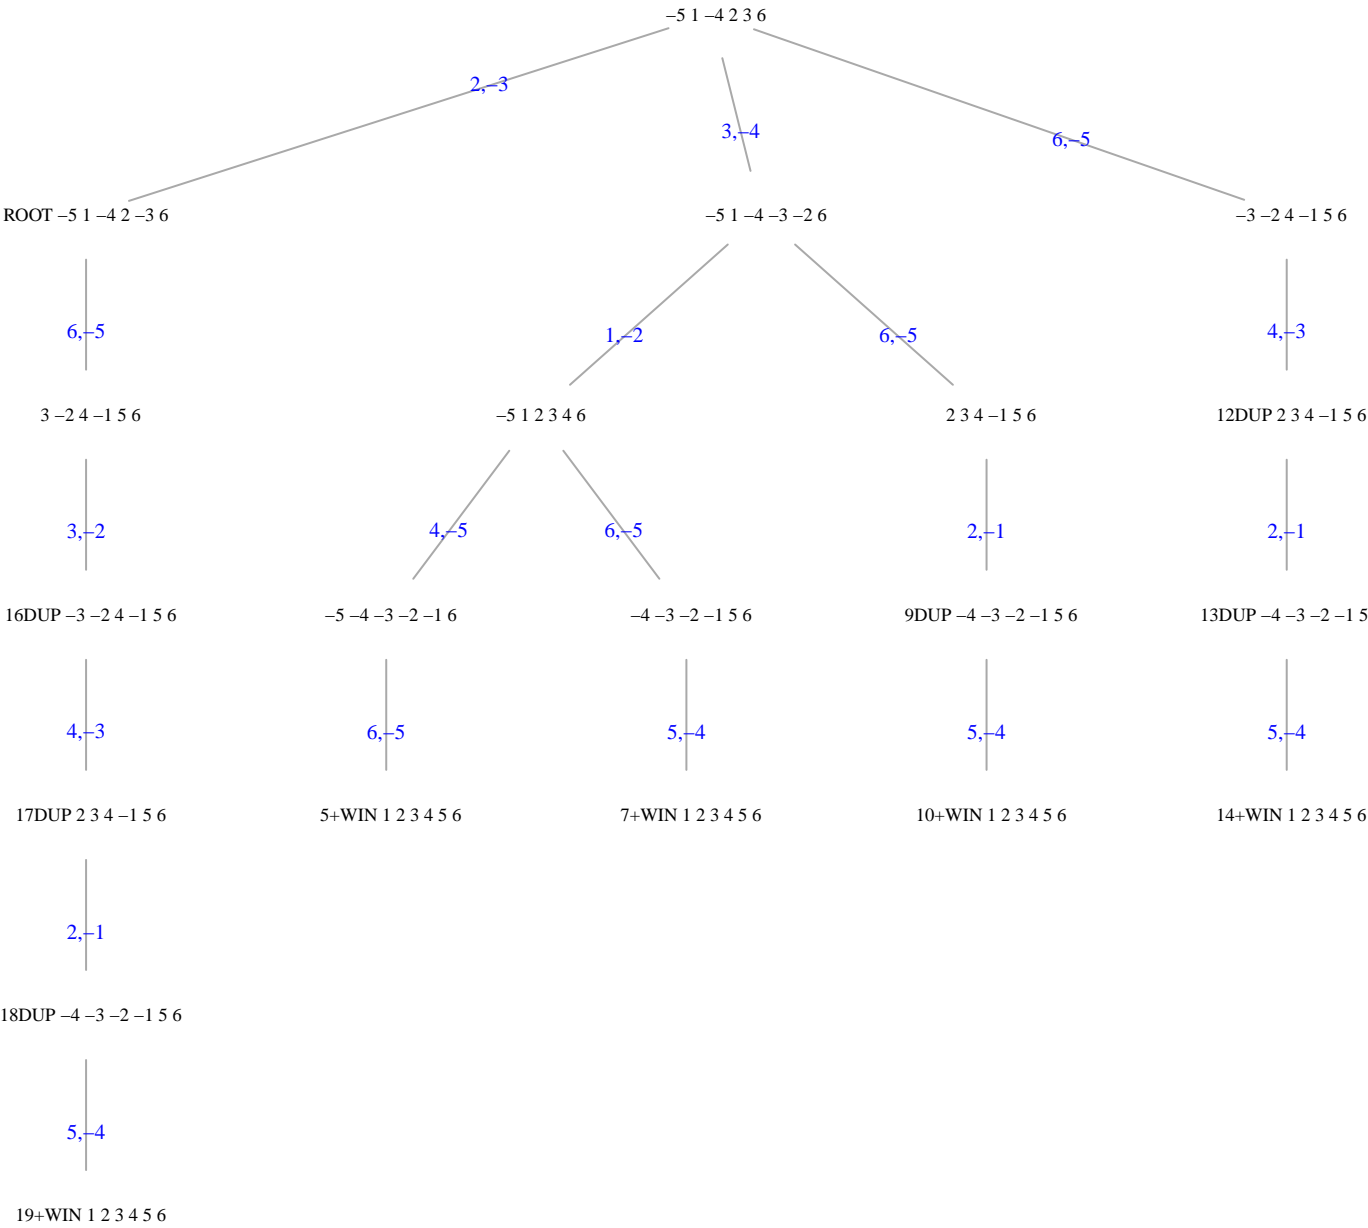 –5 1 –4 2 3 6
2,–3
3,–4
6,–5
ROOT –5 1 –4 2 –3 6
–5 1 –4 –3 –2 6
–3 –2 4 –1 5 6
6,–5
1,–2
6,–5
4,–3
3 –2 4 –1 5 6
–5 1 2 3 4 6
2 3 4 –1 5 6
12DUP 2 3 4 –1 5 6
3,–2
4,–5
6,–5
2,–1
2,–1
16DUP –3 –2 4 –1 5 6
–5 –4 –3 –2 –1 6
–4 –3 –2 –1 5 6
9DUP –4 –3 –2 –1 5 6
13DUP –4 –3 –2 –1 5
4,–3
6,–5
5,–4
5,–4
5,–4
17DUP 2 3 4 –1 5 6
5+WIN 1 2 3 4 5 6
7+WIN 1 2 3 4 5 6
10+WIN 1 2 3 4 5 6
14+WIN 1 2 3 4 5 6
2,–1
18DUP –4 –3 –2 –1 5 6
5,–4
19+WIN 1 2 3 4 5 6